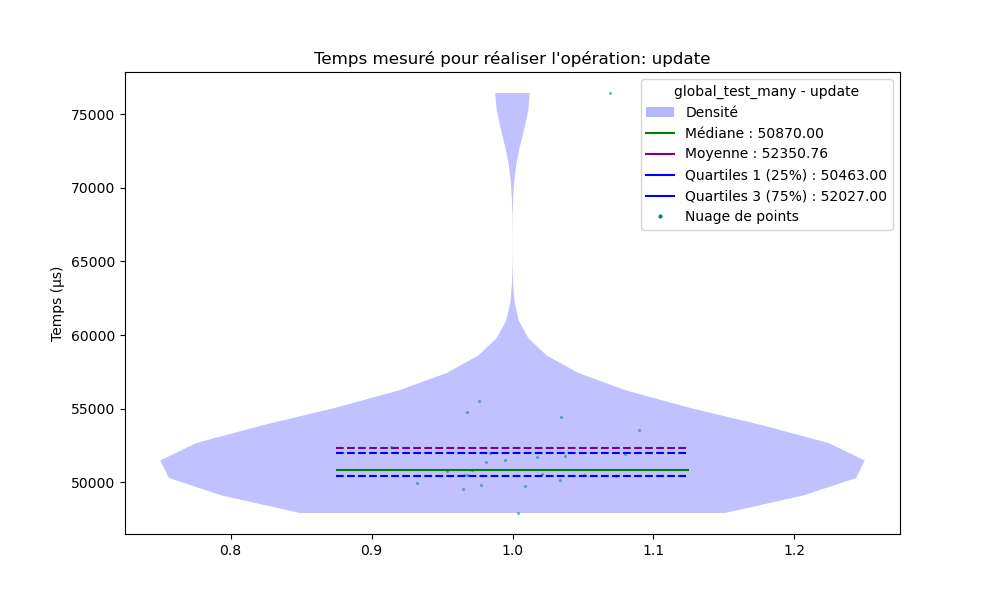 Temps mesuré pour réaliser l'opération: update
global_test_many - update
Densité
Médiane : 50870.00
Moyenne : 52350.76
Quartiles 1 (25%) : 50463.00
Quartiles 3 (75%) : 52027.00
Nuage de points
Temps (µs)
75000
70000
65000
60000
55000
50000
0.8
0.9
1.0
1.1
1.2